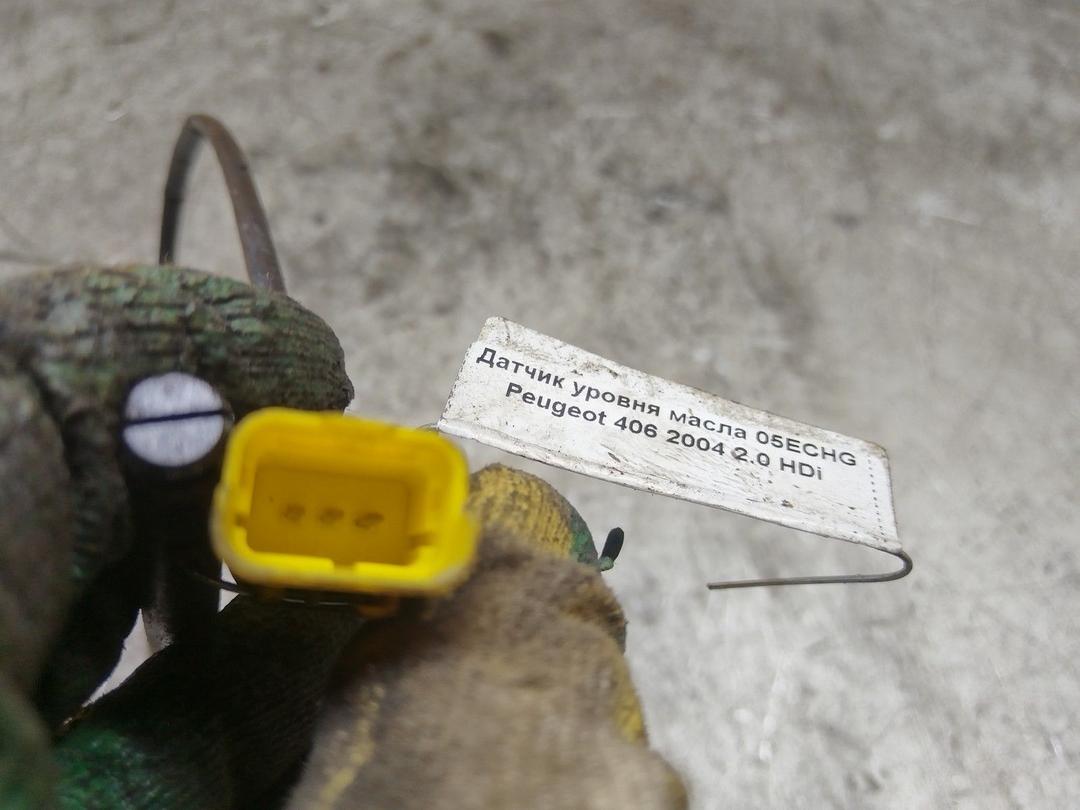 Датчик уровня масла 05ECHG
Peugeot 406 2004 2.0 HDi